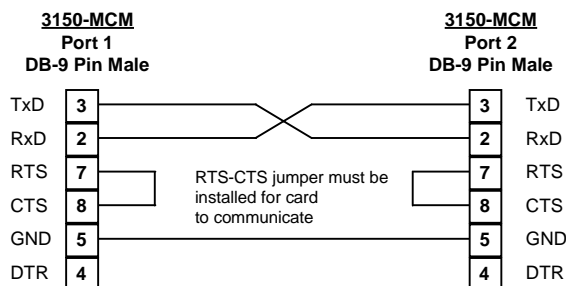 3150-MCM 3150-MCM
Port 1 Port 2
DB-9 Pin Male DB-9 Pin Male
TxD 3 3 TxD
RxD 2 2 RxD
RTS 7 RTS-CTS jumper must be 7 RTS
installed for card
CTS 8 to communicate 8 CTS
GND 5 5 GND
DTR 4 4 DTR